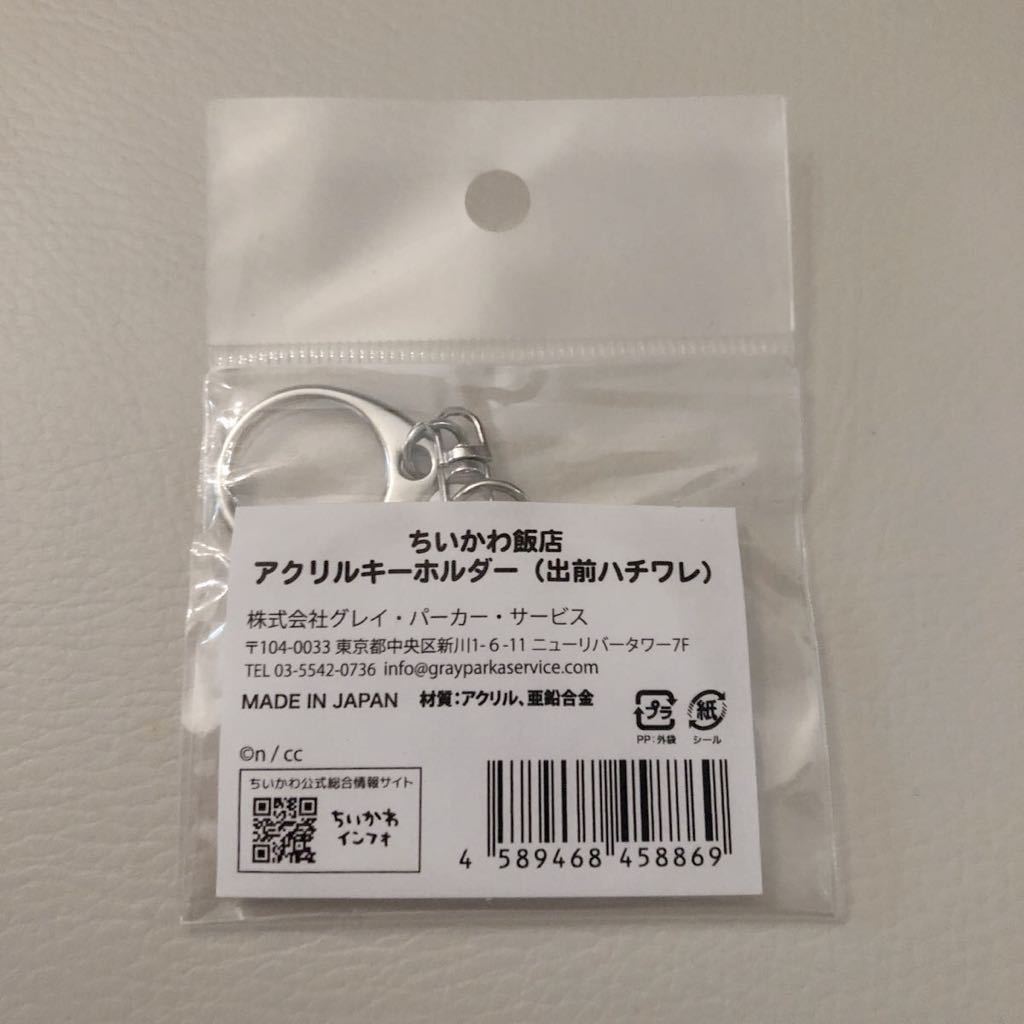 ちいかわ飯店
アクリルキーホルダー（出前ハチワレ）
株式会社グレイ・パーカー・サービス
〒104-0033 東京都中央区新川1-6-11 ニューリバータワー7F
TEL 03-5542-0736 info@grayparkaservice.com
MADE IN JAPAN 材質：アクリル、亜鉛合金
プラ 紙
PP：外袋 シール
©n / cc
ちいかわ公式総合情報サイト
ちいかわ
インフォ
4 589468 458869